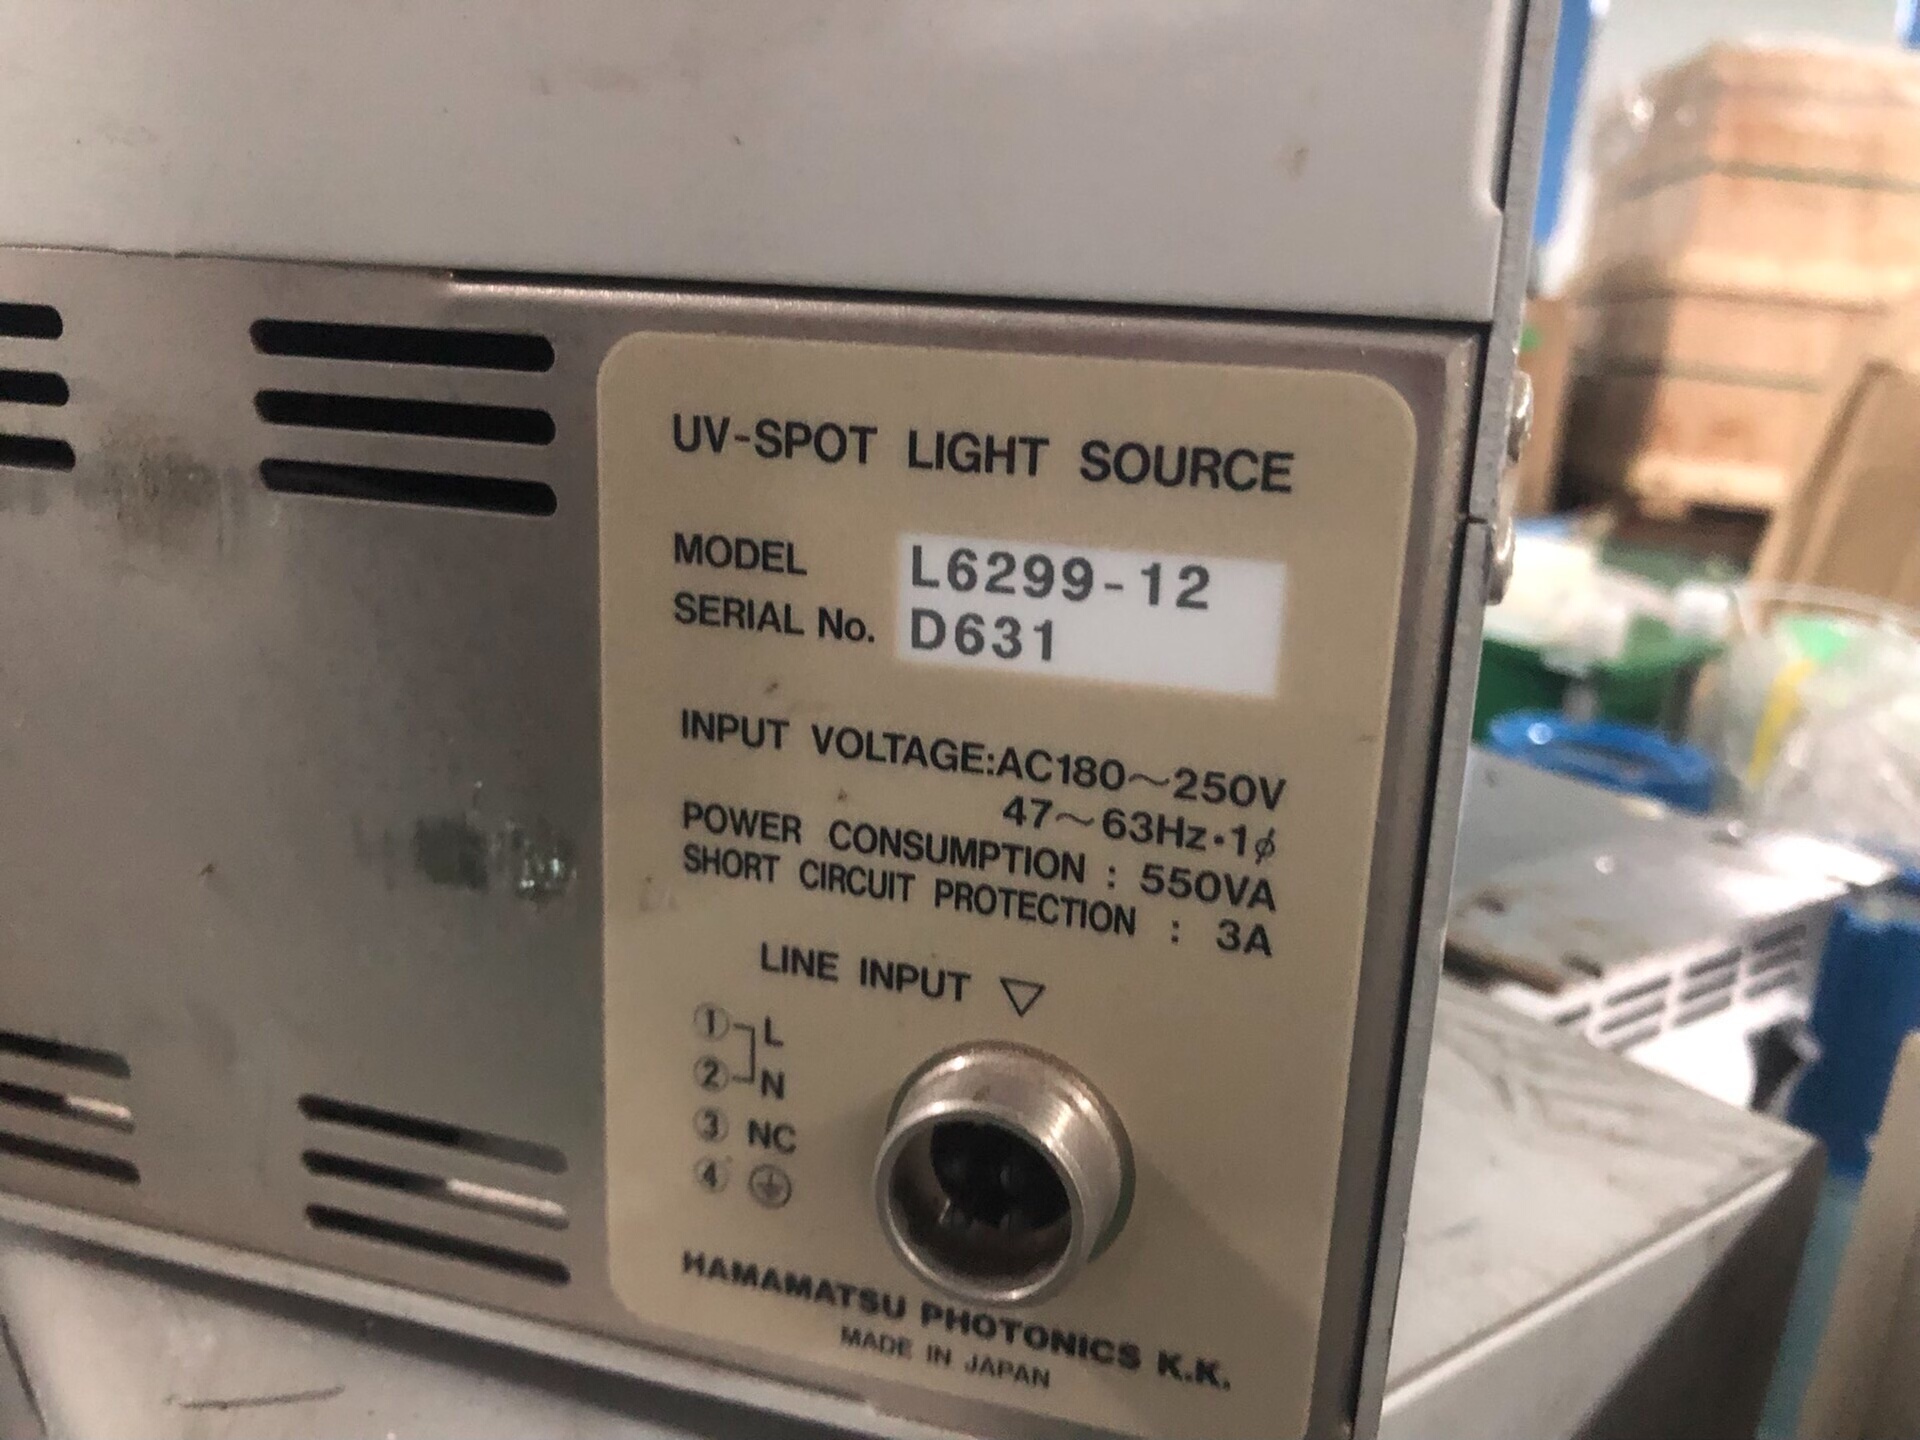 UV-SPOT LIGHT SOURCE
MODEL L6299-12
SERIAL No. D631
INPUT VOLTAGE:AC180～250V
47～63Hz・1φ
POWER CONSUMPTION : 550VA
SHORT CIRCUIT PROTECTION : 3A
LINE INPUT ▽
① L
② N
③ NC
④ ⏚
HAMAMATSU PHOTONICS K.K.
MADE IN JAPAN